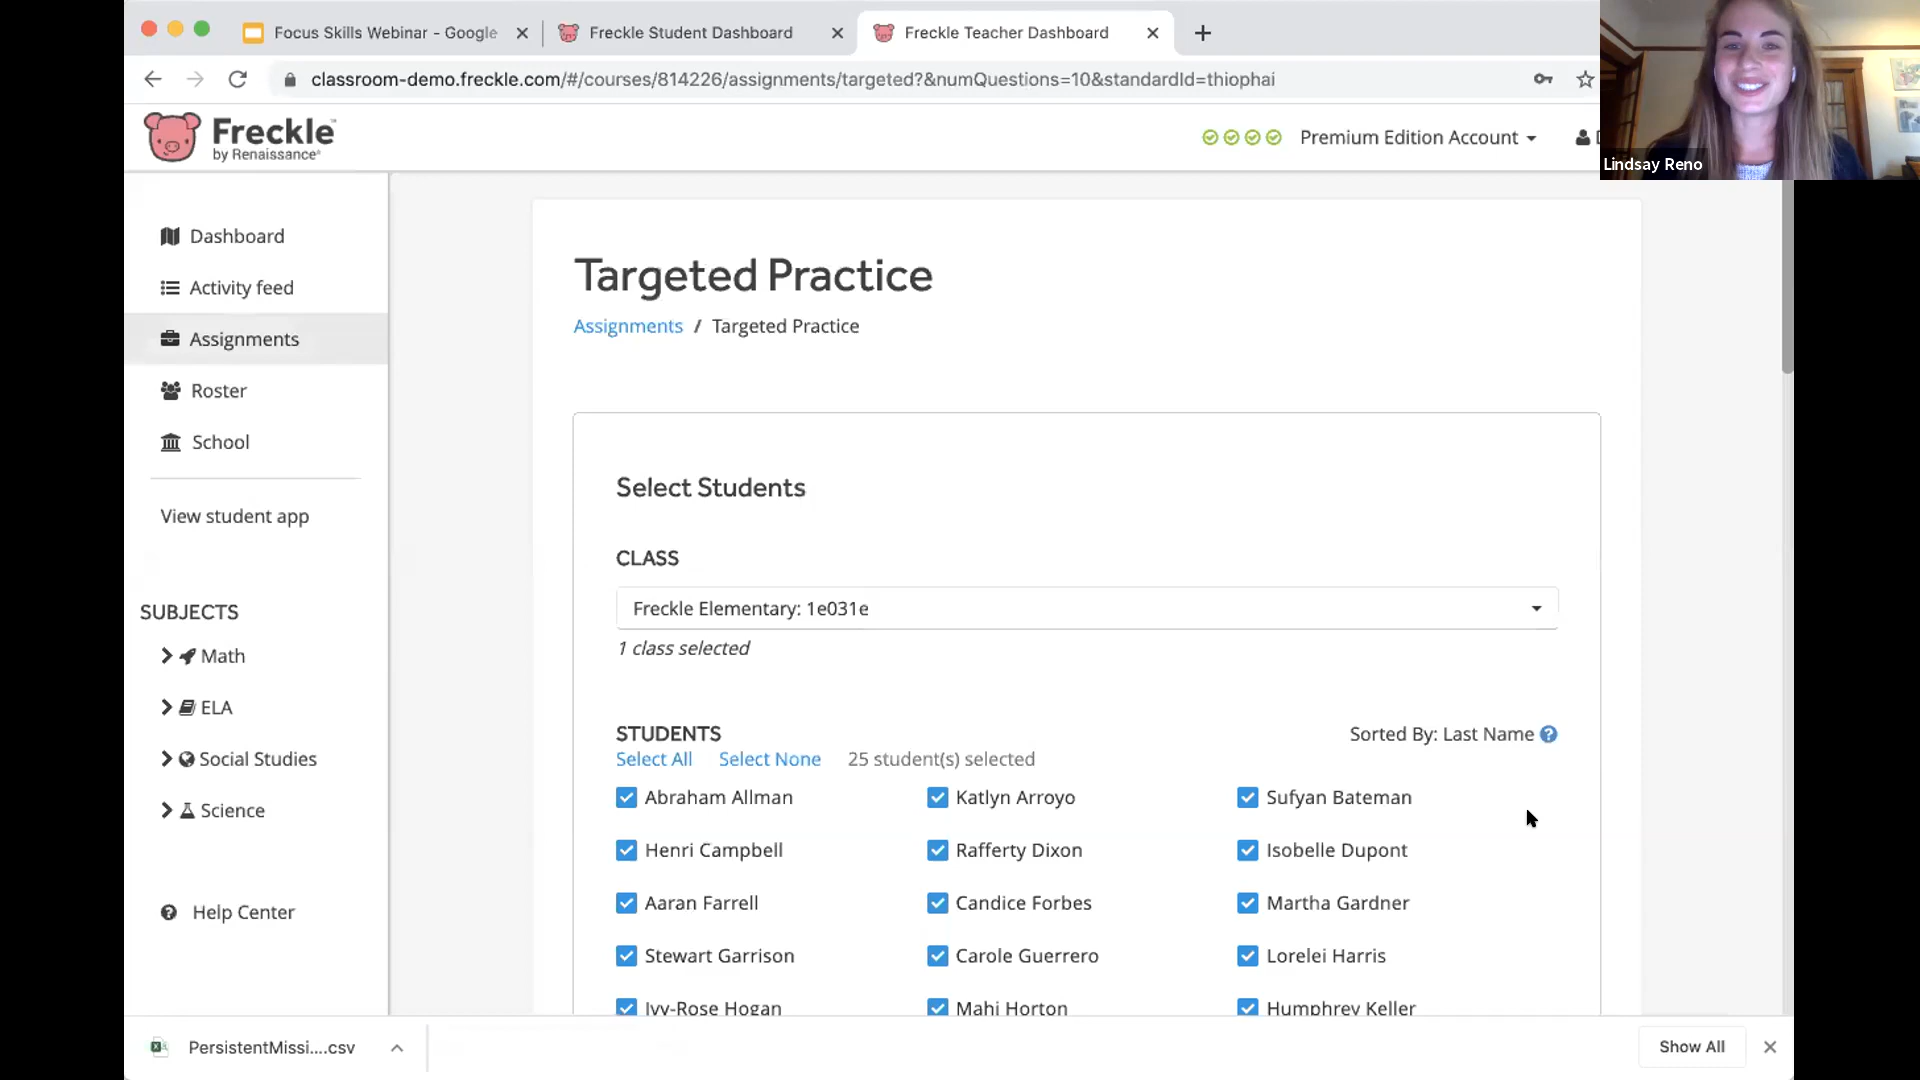 Focus Skills Webinar - Google
Freckle Student Dashboard
Freckle Teacher Dashboard
classroom-demo.freckle.com/#/courses/814226/assignments/targeted?&numQuestions=10&standardId=thiophai
Freckle
by Renaissance
Premium Edition Account
Lindsay Reno
Dashboard
Activity feed
Assignments
Roster
School
View student app
SUBJECTS
Math
ELA
Social Studies
Science
Help Center
Targeted Practice
Assignments / Targeted Practice
Select Students
CLASS
Freckle Elementary: 1e031e
1 class selected
STUDENTS
Sorted By: Last Name
Select All Select None 25 student(s) selected
Abraham Allman Katlyn Arroyo Sufyan Bateman
Henri Campbell Rafferty Dixon Isobelle Dupont
Aaran Farrell Candice Forbes Martha Gardner
Stewart Garrison Carole Guerrero Lorelei Harris
Ivy-Rose Hogan Mahi Horton Humphrey Keller
PersistentMissi....csv
Show All